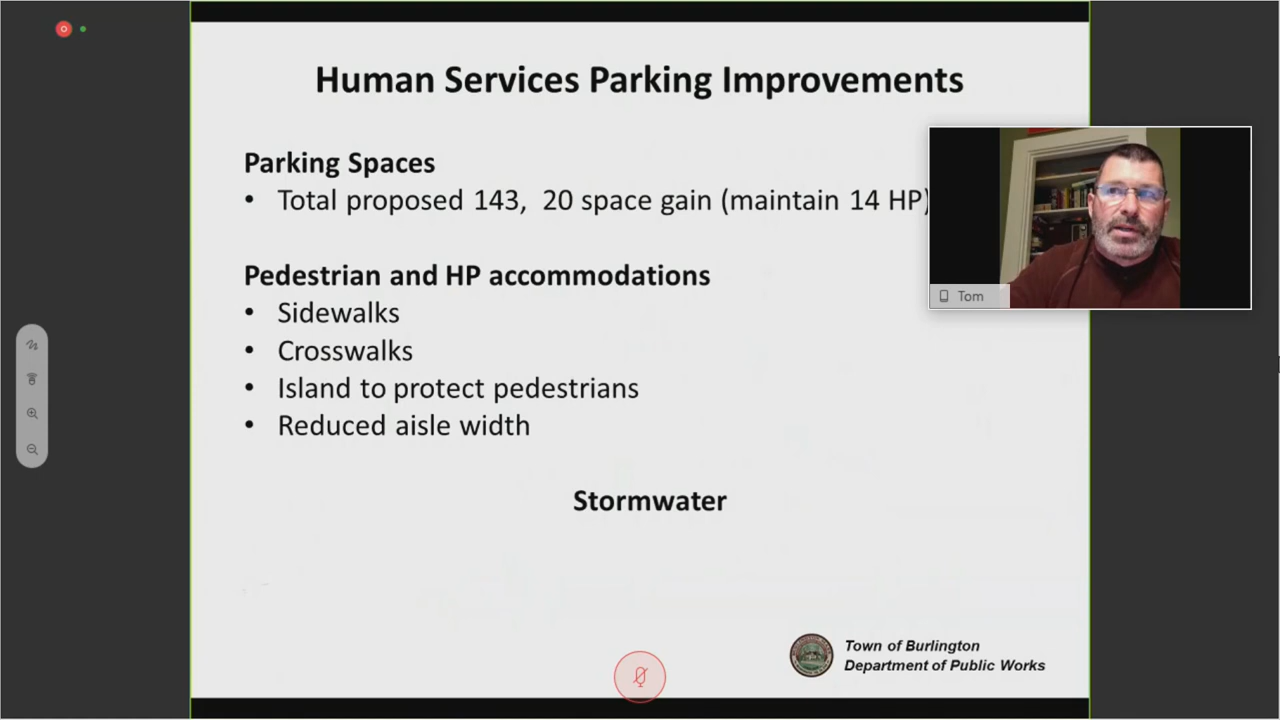 Human Services Parking Improvements
Parking Spaces
• Total proposed 143, 20 space gain (maintain 14 HP)
Tom
Pedestrian and HP accommodations
• Sidewalks
• Crosswalks
• Island to protect pedestrians
• Reduced aisle width
Stormwater
Town of Burlington
Department of Public Works